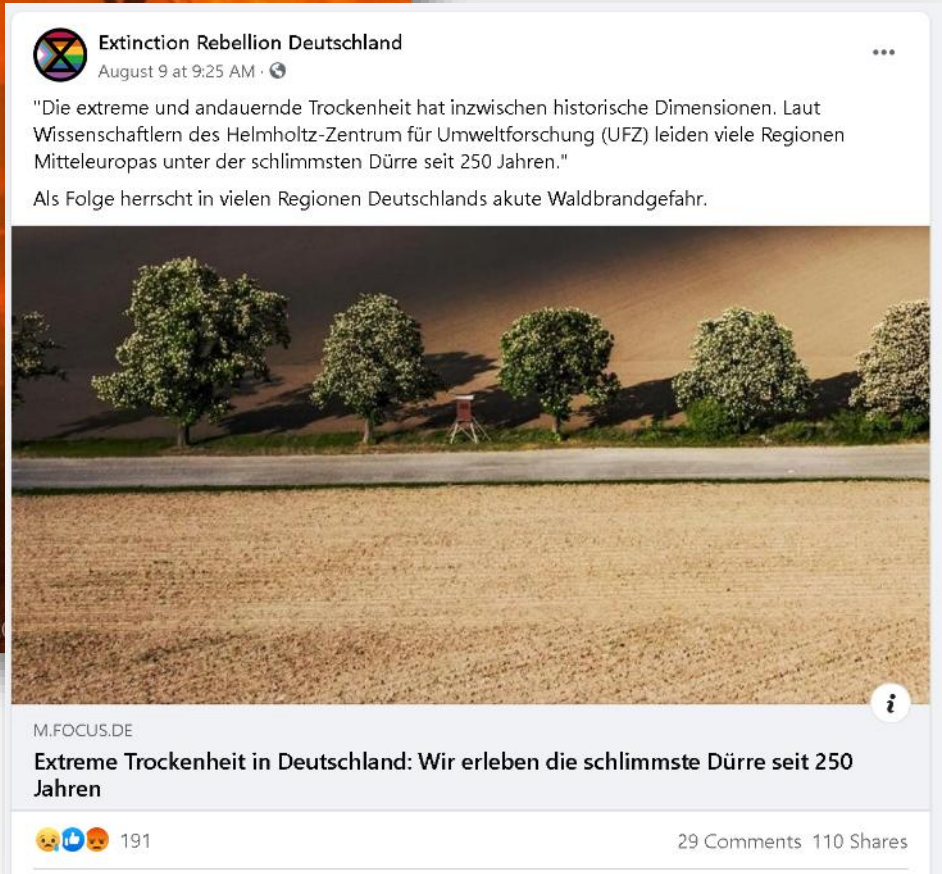 Extinction Rebellion Deutschland
August 9 at 9:25 AM ·
"Die extreme und andauernde Trockenheit hat inzwischen historische Dimensionen. Laut
Wissenschaftlern des Helmholtz-Zentrum für Umweltforschung (UFZ) leiden viele Regionen
Mitteleuropas unter der schlimmsten Dürre seit 250 Jahren."
Als Folge herrscht in vielen Regionen Deutschlands akute Waldbrandgefahr.
M.FOCUS.DE
Extreme Trockenheit in Deutschland: Wir erleben die schlimmste Dürre seit 250
Jahren
191 29 Comments 110 Shares